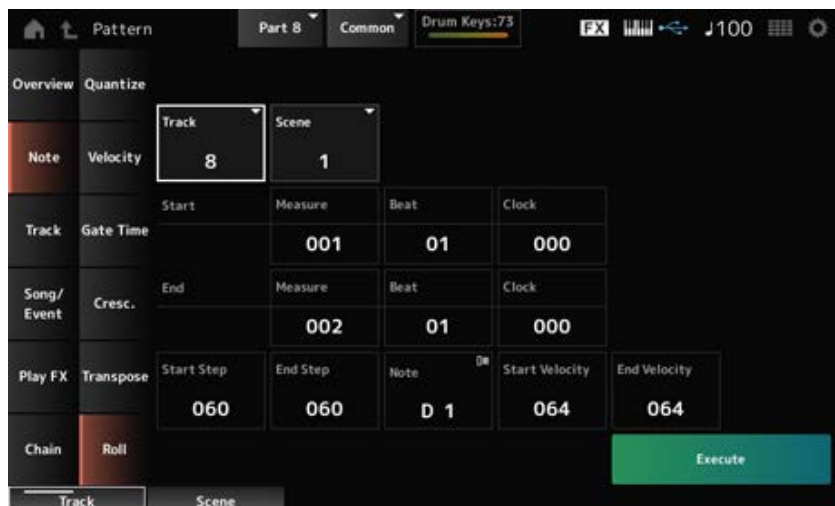 Pattern
Part 8
Common
Drum Keys:73
FX
♩100
Overview
Quantize
Note
Velocity
Track
8
Scene
1
Track
Gate Time
Start
Measure
001
Beat
01
Clock
000
Song/
Event
Cresc.
End
Measure
002
Beat
01
Clock
000
Play FX
Transpose
Start Step
060
End Step
060
Note
D 1
Start Velocity
064
End Velocity
064
Chain
Roll
Execute
Track
Scene